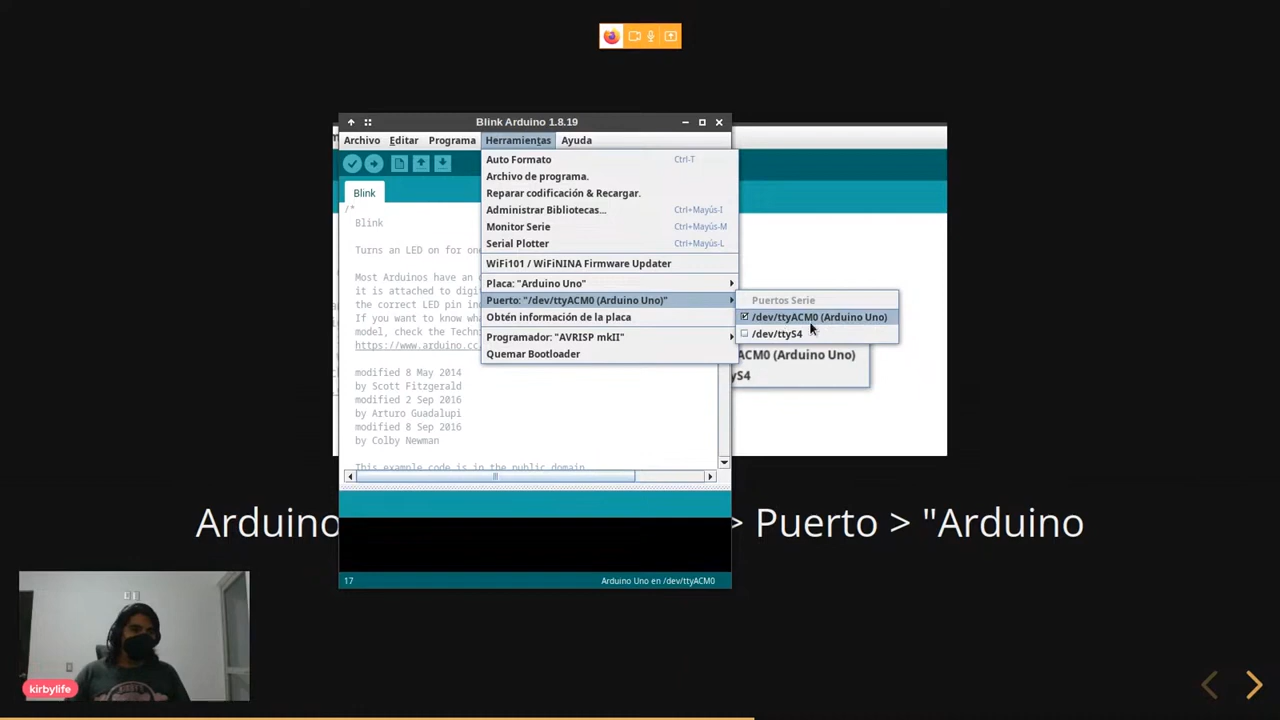 Blink Arduino 1.8.19
Archivo Editar Programa Herramientas Ayuda
Blink
Auto Formato Ctrl-T
Archivo de programa.
Reparar codificación & Recargar.
Administrar Bibliotecas... Ctrl+Mayús-I
Monitor Serie Ctrl+Mayús-M
Serial Plotter Ctrl+Mayús-L
WiFi101 / WiFiNINA Firmware Updater
Placa: "Arduino Uno"
Puerto: "/dev/ttyACM0 (Arduino Uno)"
Obtén información de la placa
Programador: "AVRISP mkII"
Quemar Bootloader
Puertos Serie
/dev/ttyACM0 (Arduino Uno)
/dev/ttyS4
ACM0 (Arduino Uno)
yS4
/*
Blink
Turns an LED on for one
Most Arduinos have an
it is attached to digit
the correct LED pin in
model, check the Techn
https://www.arduino.cc
modified 8 May 2014
by Scott Fitzgerald
modified 2 Sep 2016
by Arturo Guadalupi
modified 8 Sep 2016
by Colby Newman
This example code is in the public domain
17 Arduino Uno en /dev/ttyACM0
Arduino > Puerto > "Arduino
kirbylife